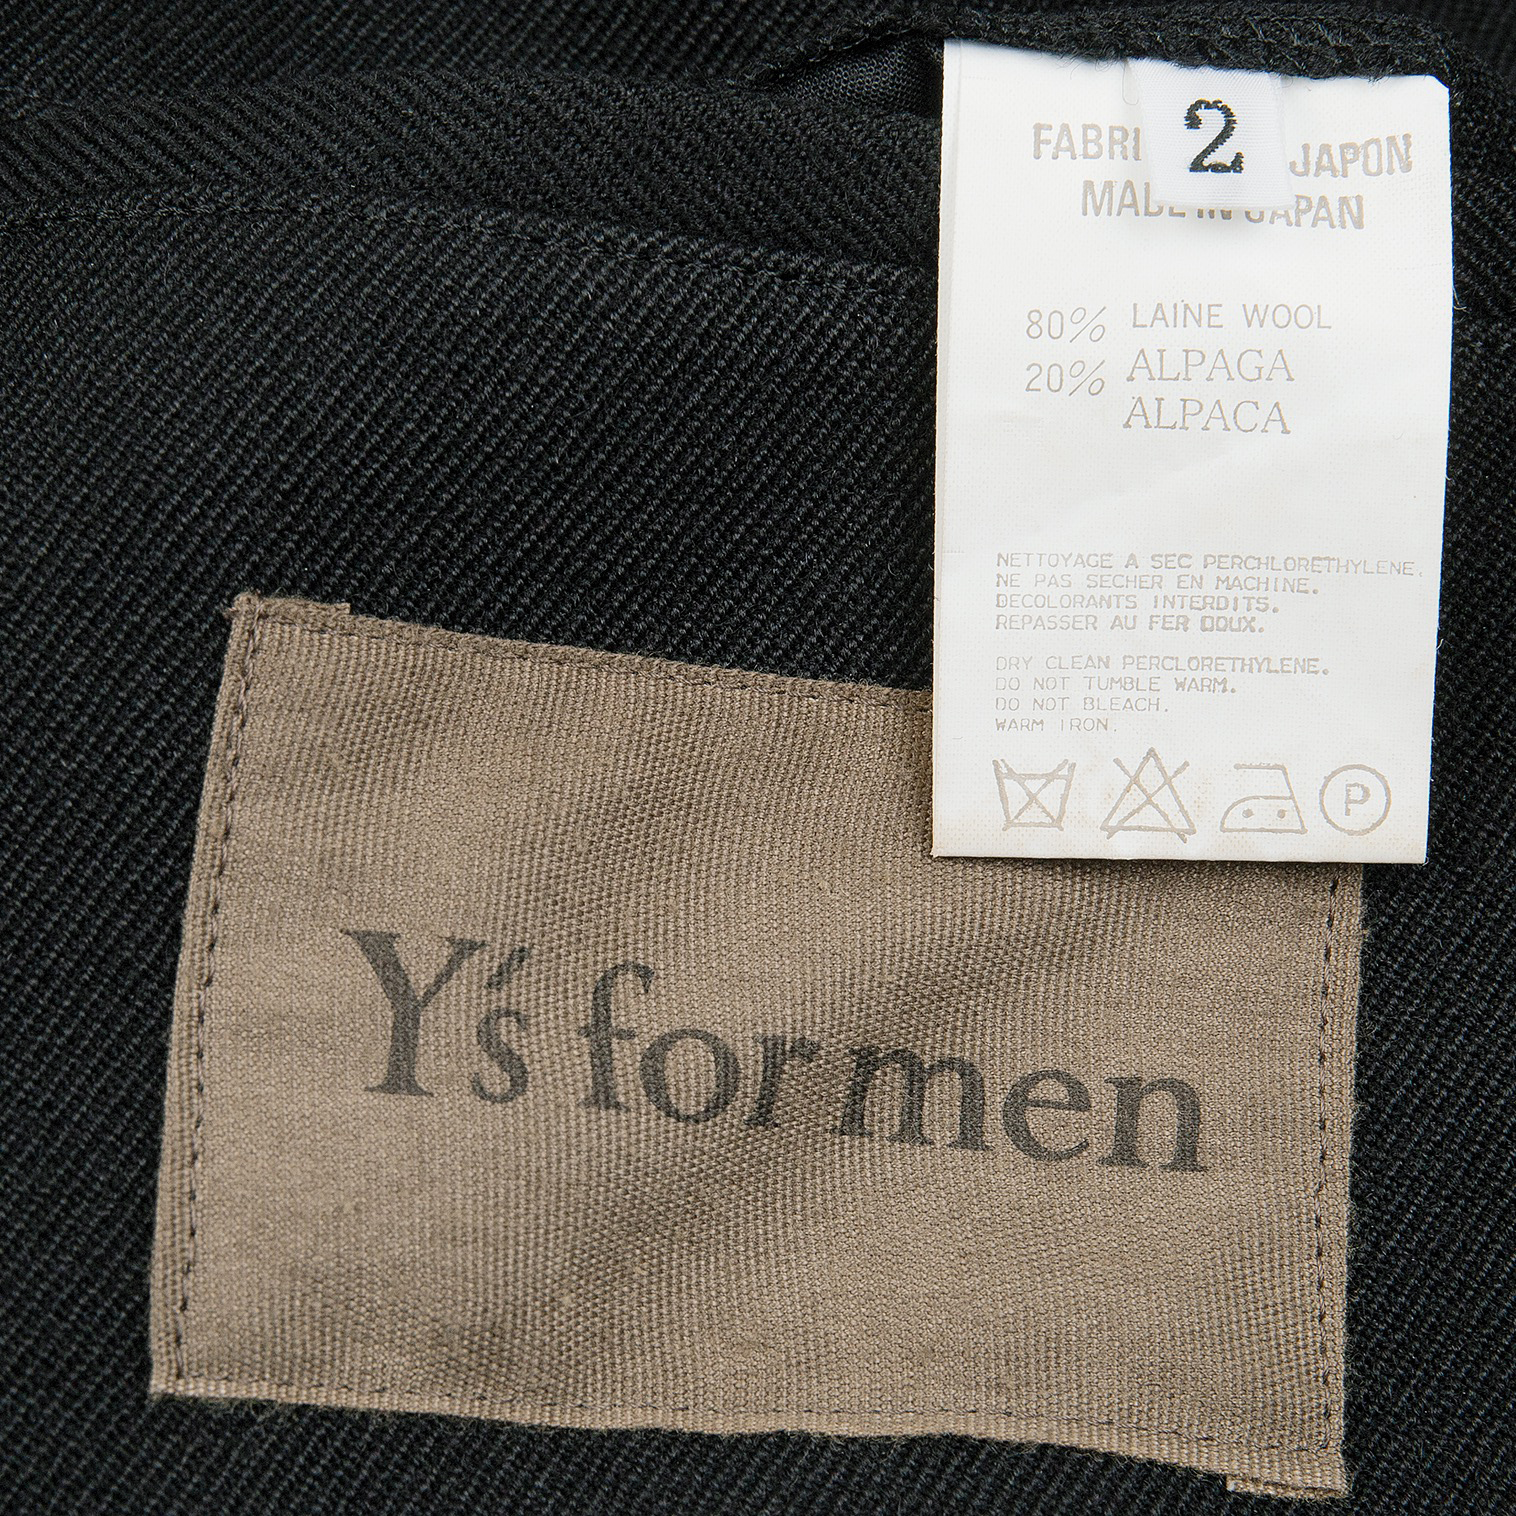 2
FABRI JAPON
MADE IN JAPAN
80% LAINE WOOL
20% ALPAGA
ALPACA
NETTOYAGE A SEC PERCHLORETHYLENE.
NE PAS SECHER EN MACHINE.
DECOLORANTS INTERDITS.
REPASSER AU FER DOUX.
DRY CLEAN PERCLORETHYLENE.
DO NOT TUMBLE WARM.
DO NOT BLEACH.
WARM IRON.
P
Y's for men